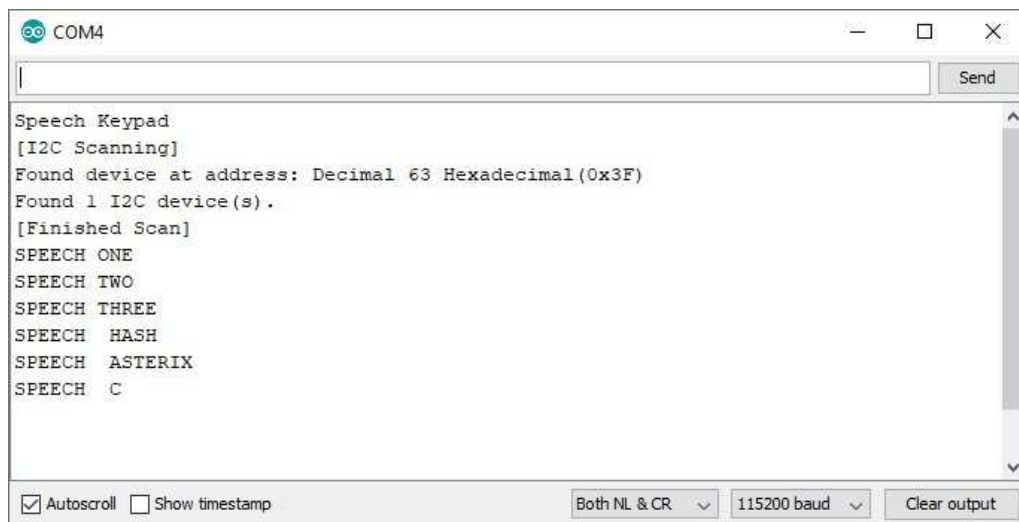 COM4
Send
Speech Keypad
[I2C Scanning]
Found device at address: Decimal 63 Hexadecimal(0x3F)
Found 1 I2C device(s).
[Finished Scan]
SPEECH ONE
SPEECH TWO
SPEECH THREE
SPEECH  HASH
SPEECH  ASTERIX
SPEECH  C
Autoscroll Show timestamp Both NL & CR 115200 baud Clear output